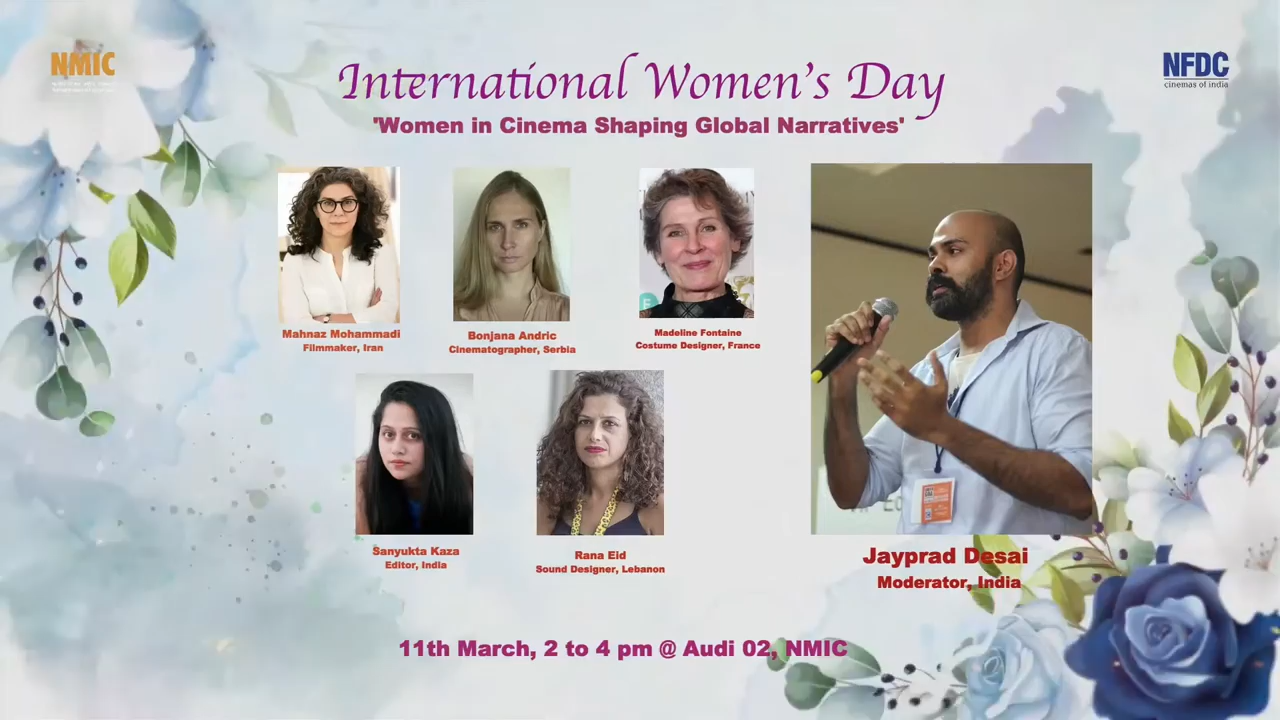 NMIC
NFDC
cinemas of india
International Women's Day
'Women in Cinema Shaping Global Narratives'
Mahnaz Mohammadi
Filmmaker, Iran
Bonjana Andric
Cinematographer, Serbia
Madeline Fontaine
Costume Designer, France
Sanyukta Kaza
Editor, India
Rana Eid
Sound Designer, Lebanon
Jayprad Desai
Moderator, India
11th March, 2 to 4 pm @ Audi 02, NMIC